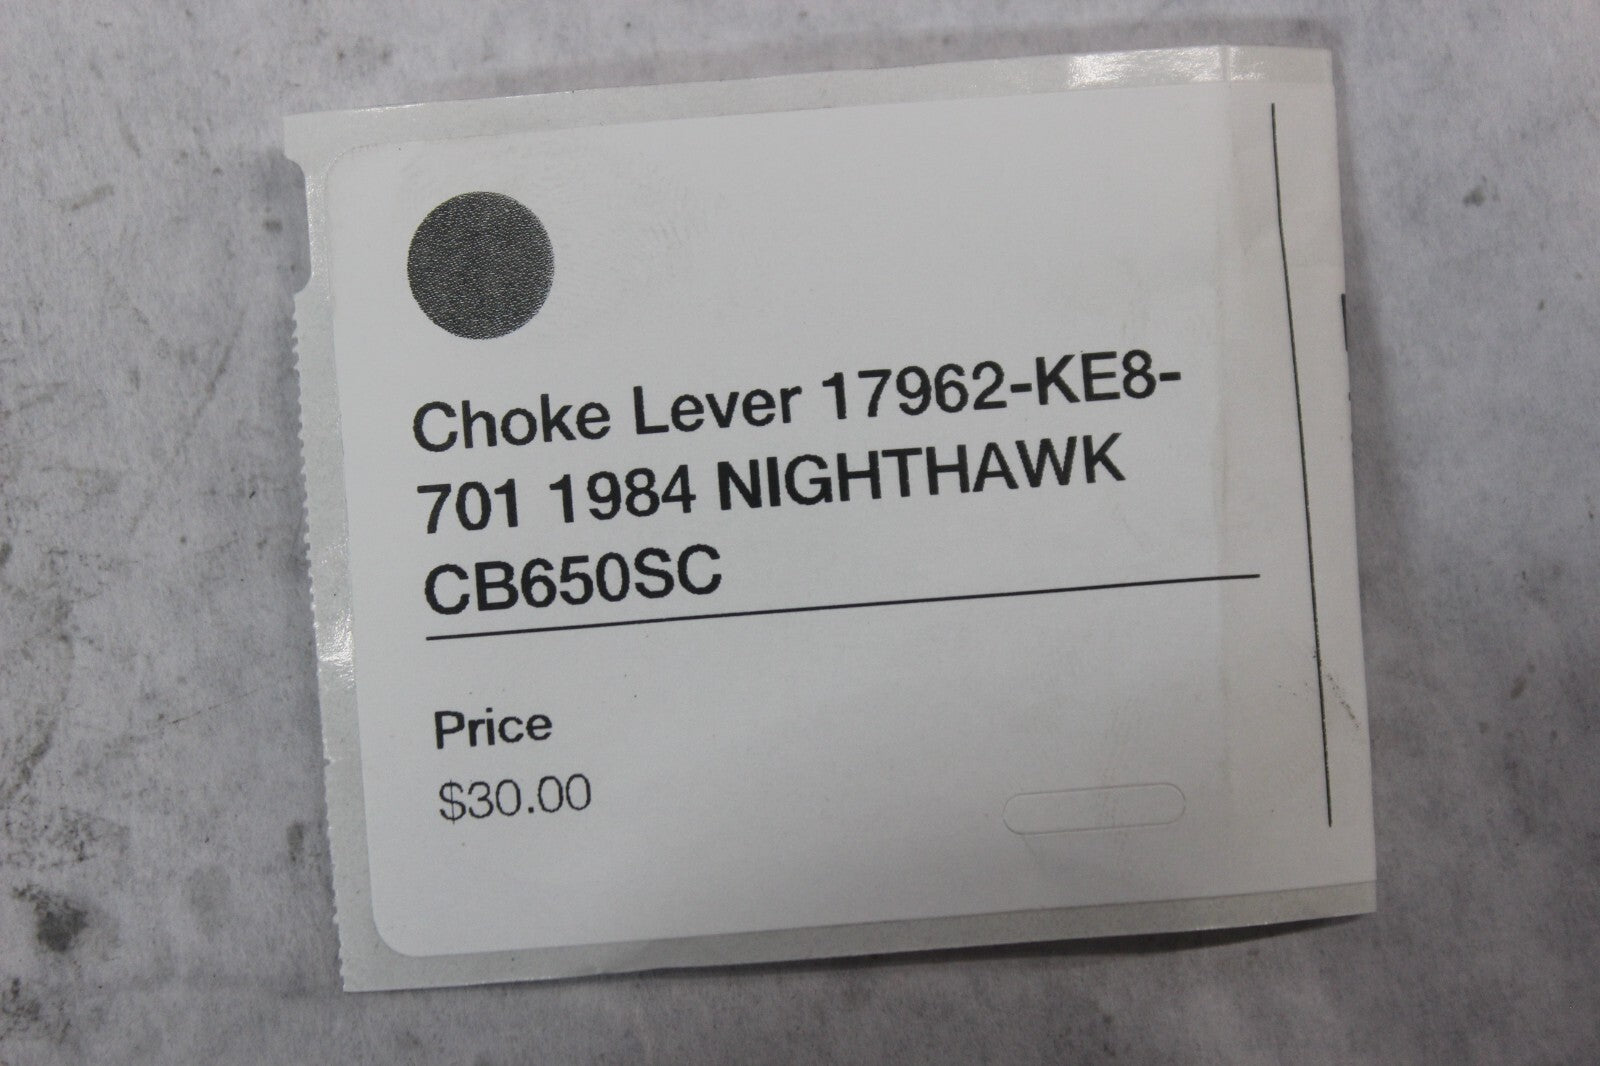 Choke Lever 17962-KE8-
701 1984 NIGHTHAWK
CB650SC
Price
$30.00